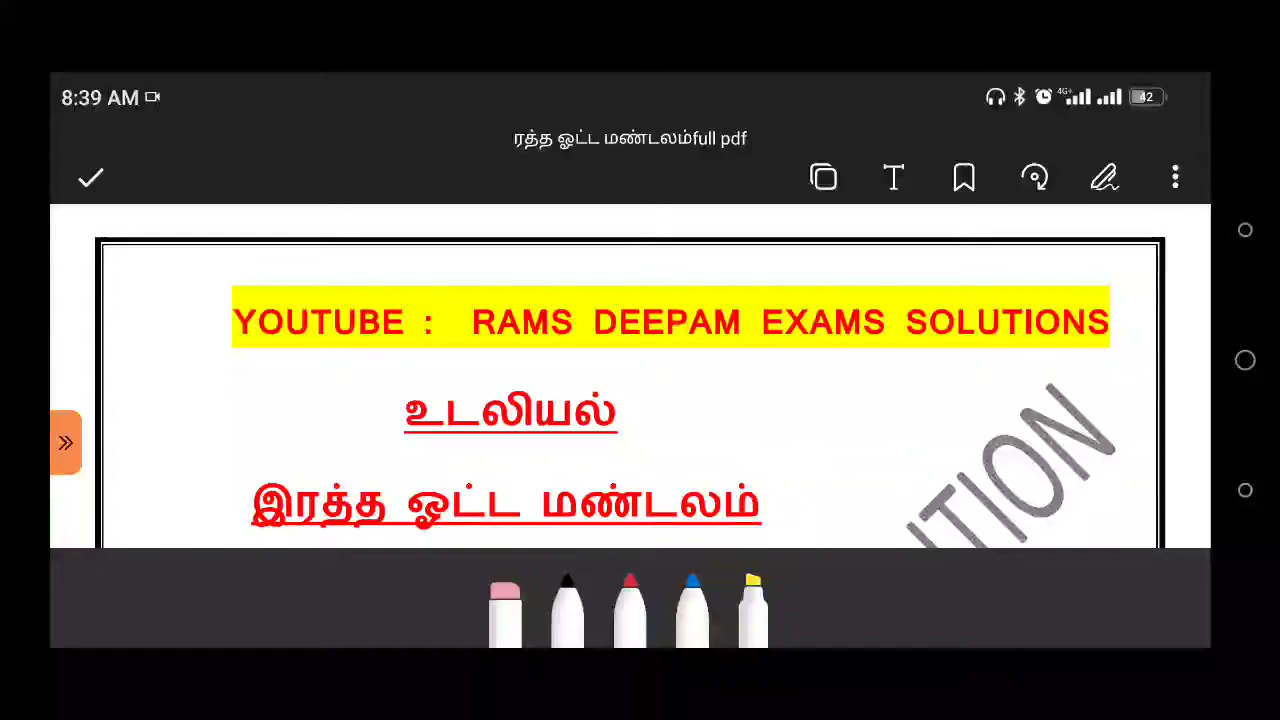 8:39 AM
4G+
42
ரத்த ஓட்ட மண்டலம்full pdf
YOUTUBE : RAMS DEEPAM EXAMS SOLUTIONS
உடலியல்
இரத்த ஓட்ட மண்டலம்